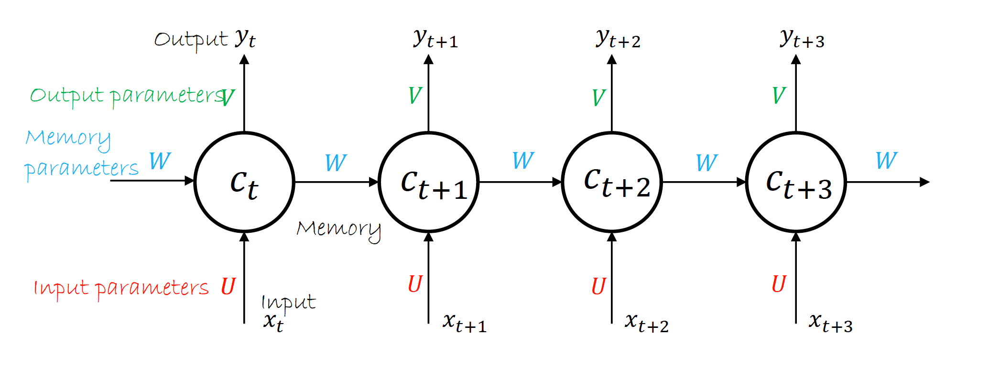 Output y_t y_{t+1} y_{t+2} y_{t+3}
Output parameters V V V V
Memory
parameters W W W W W
c_t c_{t+1} c_{t+2} c_{t+3}
Memory
Input parameters U U U U
Input
x_t x_{t+1} x_{t+2} x_{t+3}